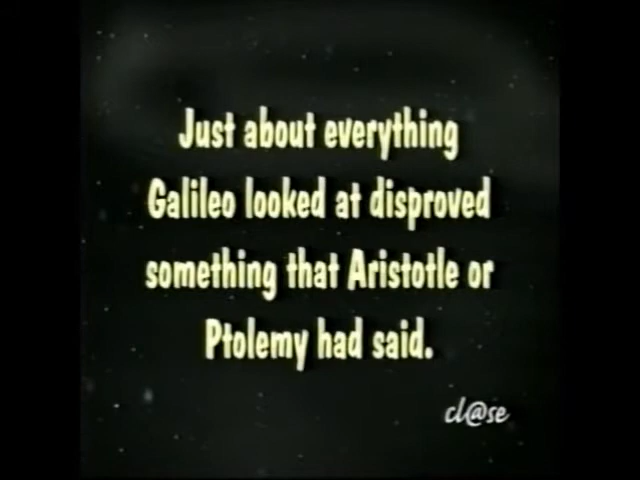 Just about everything
Galileo looked at disproved
something that Aristotle or
Ptolemy had said.
cl@se